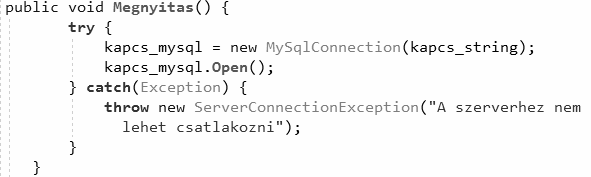 public void Megnyitas() {
try {
kapcs_mysql = new MySqlConnection(kapcs_string);
kapcs_mysql.Open();
} catch(Exception) {
throw new ServerConnectionException("A szerverhez nem
lehet csatlakozni");
}
}